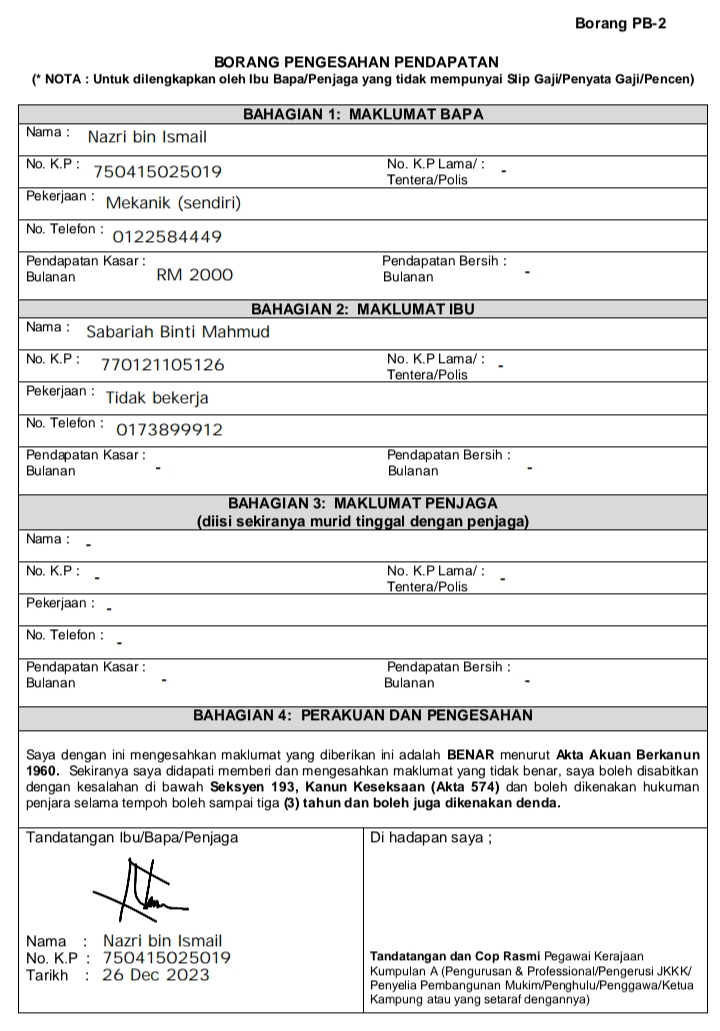 Borang PB-2
BORANG PENGESAHAN PENDAPATAN
(* NOTA : Untuk dilengkapkan oleh Ibu Bapa/Penjaga yang tidak mempunyai Slip Gaji/Penyata Gaji/Pencen)
BAHAGIAN 1: MAKLUMAT BAPA
Nama : Nazri bin Ismail
No. K.P : 750415025019 No. K.P Lama/ : -
Tentera/Polis
Pekerjaan : Mekanik (sendiri)
No. Telefon : 0122584449
Pendapatan Kasar : Pendapatan Bersih :
Bulanan RM 2000 Bulanan -
BAHAGIAN 2: MAKLUMAT IBU
Nama : Sabariah Binti Mahmud
No. K.P : 770121105126 No. K.P Lama/ : -
Tentera/Polis
Pekerjaan : Tidak bekerja
No. Telefon : 0173899912
Pendapatan Kasar : Pendapatan Bersih :
Bulanan - Bulanan -
BAHAGIAN 3: MAKLUMAT PENJAGA
(diisi sekiranya murid tinggal dengan penjaga)
Nama : -
No. K.P : - No. K.P Lama/ : -
Tentera/Polis
Pekerjaan : -
No. Telefon : -
Pendapatan Kasar : Pendapatan Bersih :
Bulanan - Bulanan -
BAHAGIAN 4: PERAKUAN DAN PENGESAHAN
Saya dengan ini mengesahkan maklumat yang diberikan ini adalah BENAR menurut Akta Akuan Berkanun
1960. Sekiranya saya didapati memberi dan mengesahkan maklumat yang tidak benar, saya boleh disabitkan
dengan kesalahan di bawah Seksyen 193, Kanun Keseksaan (Akta 574) dan boleh dikenakan hukuman
penjara selama tempoh boleh sampai tiga (3) tahun dan boleh juga dikenakan denda.
Tandatangan Ibu/Bapa/Penjaga
Nama : Nazri bin Ismail
No. K.P : 750415025019
Tarikh : 26 Dec 2023
Di hadapan saya ;
Tandatangan dan Cop Rasmi Pegawai Kerajaan
Kumpulan A (Pengurusan & Professional/Pengerusi JKKK/
Penyelia Pembangunan Mukim/Penghulu/Penggawa/Ketua
Kampung atau yang setaraf dengannya)